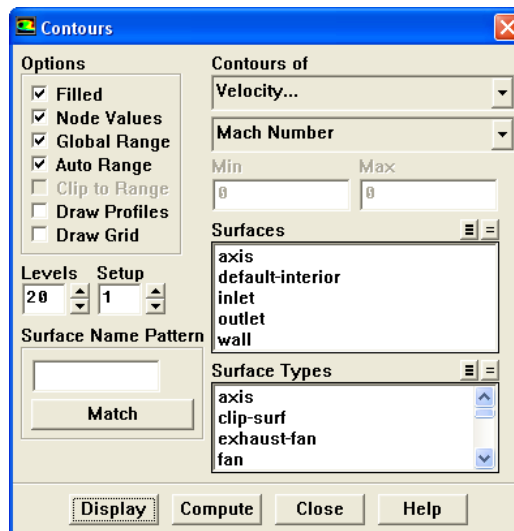 Contours
Options
Filled
Node Values
Global Range
Auto Range
Clip to Range
Draw Profiles
Draw Grid
Levels Setup
20 1
Surface Name Pattern
Match
Contours of
Velocity...
Mach Number
Min Max
0 0
Surfaces
axis
default-interior
inlet
outlet
wall
Surface Types
axis
clip-surf
exhaust-fan
fan
Display Compute Close Help